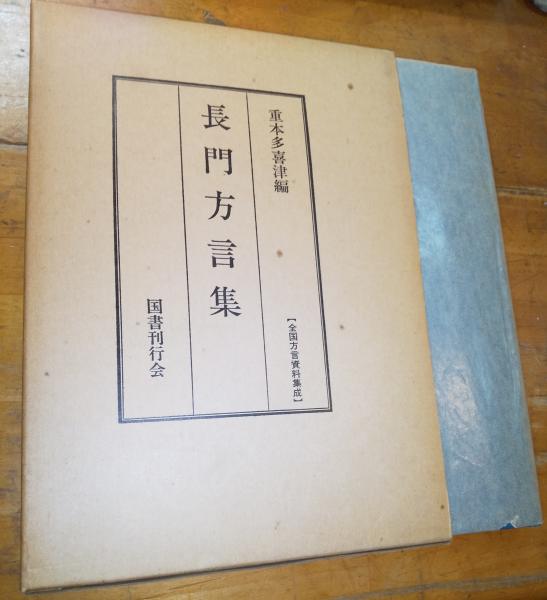 重本多喜津編
【全国方言資料集成】
長門方言集
国書刊行会